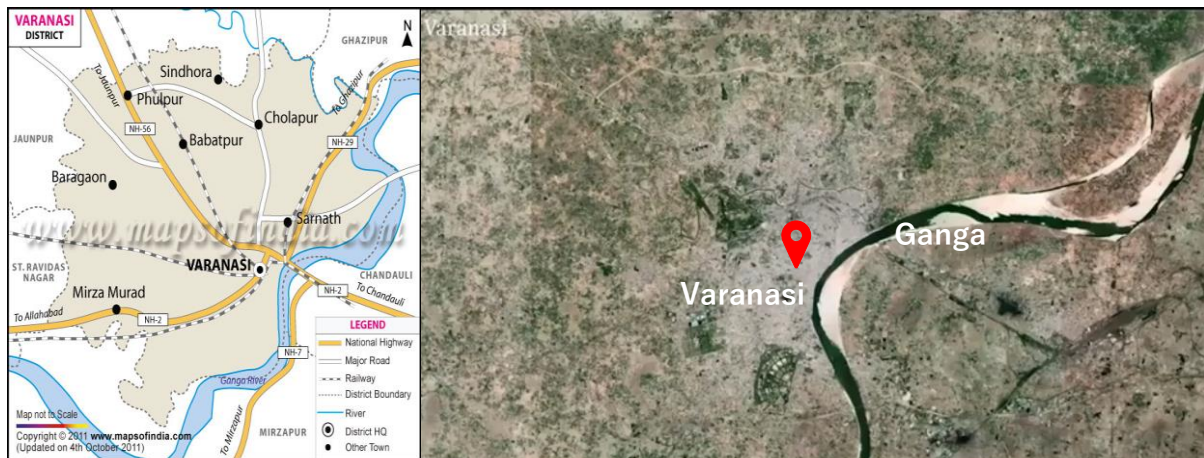 VARANASI
DISTRICT
N
GHAZIPUR
To Jaunpur
Sindhora
To Ghazipur
Phulpur
Cholapur
NH-56
Babatpur
NH-29
JAUNPUR
Baragaon
Sarnath
www.mapsofindia.com
ST. RAVIDAS
NAGAR
VARANASI
CHANDAULI
NH-2
To Chandauli
Mirza Murad
To Allahabad
NH-2
NH-7
Ganga River
To Mirzapur
MIRZAPUR
LEGEND
National Highway
Major Road
Railway
District Boundary
River
District HQ
Other Town
Map not to Scale
Copyright © 2011 www.mapsofindia.com
(Updated on 4th October 2011)
Varanasi
Ganga
Varanasi